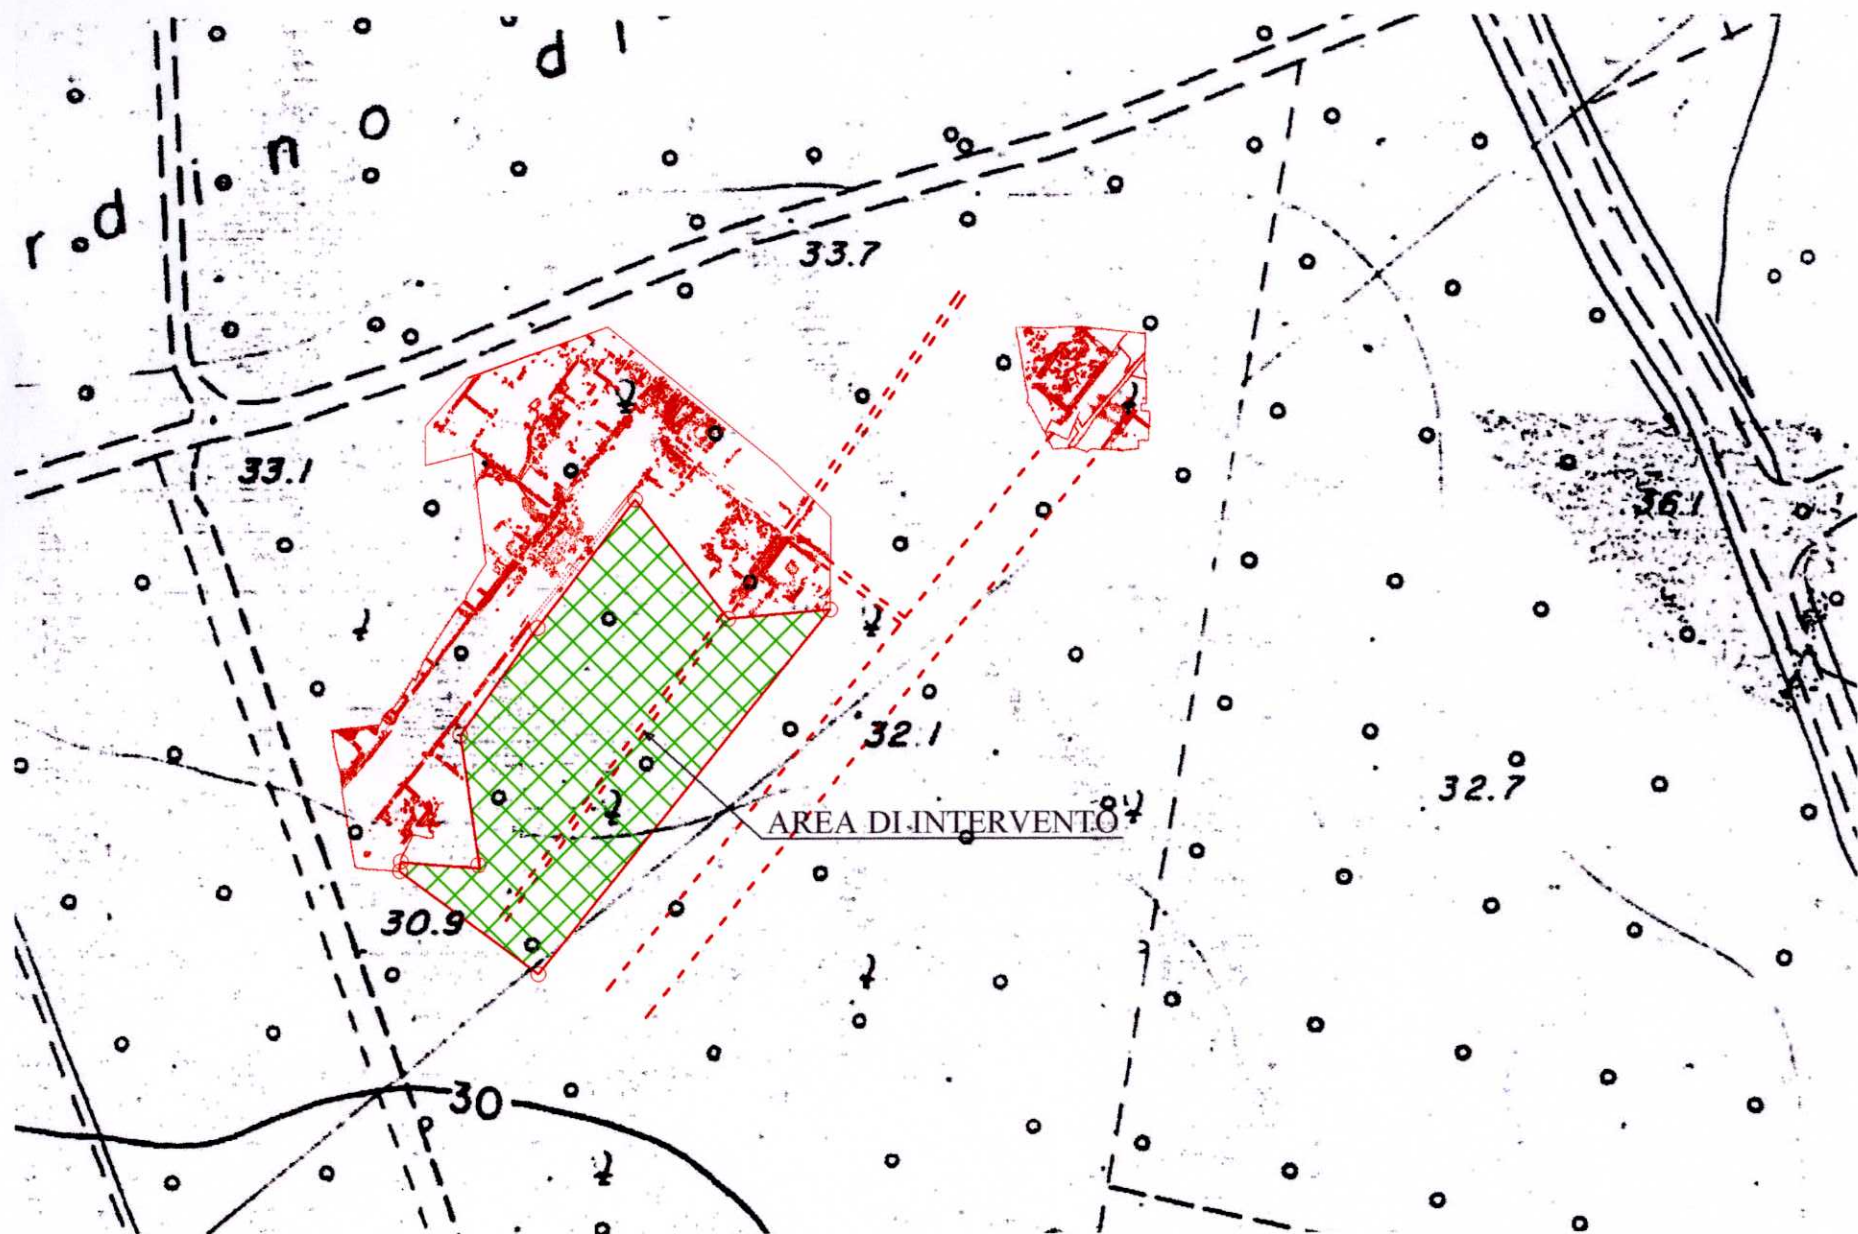 d i
r d i n o
33.7
33.1
36.1
32.1
32.7
AREA DI INTERVENTO
30.9
30